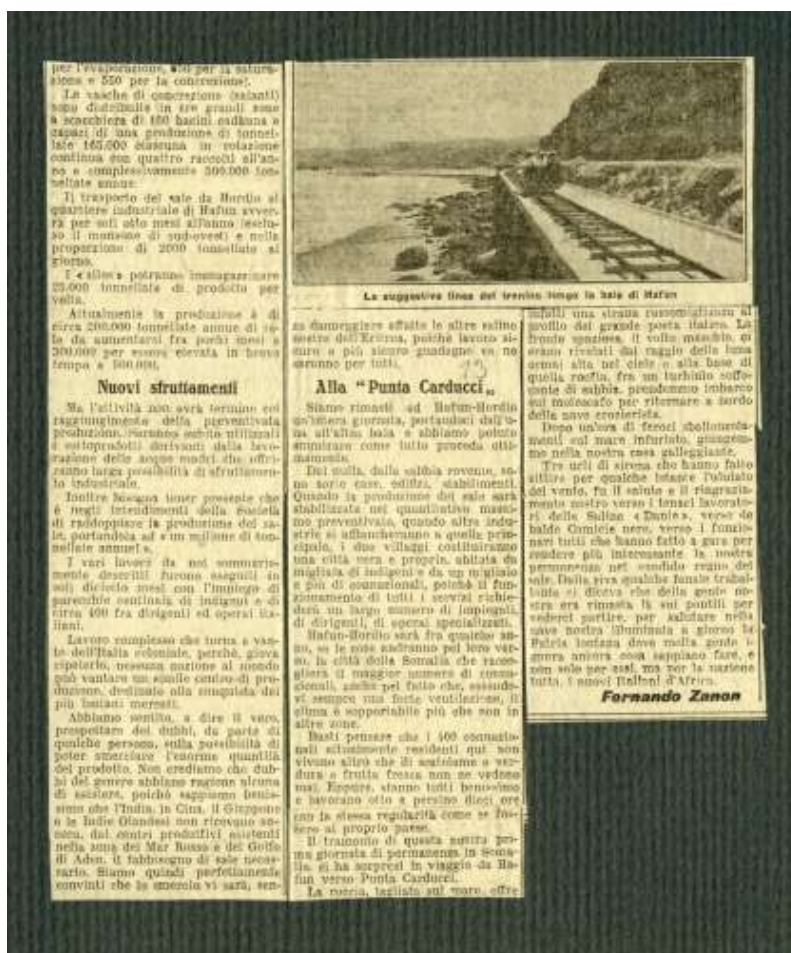 per l'evaporazione, 350 per la satura-
zione e 550 per la concrezione).
Le vasche di concrezione (salanti)
sono distribuite in tre grandi zone
a scacchiera di 160 bacini cadauna e
capaci di una produzione di tonnel-
late 165.000 ciascuna in rotazione
continua con quattro raccolti all'an-
no e complessivamente 500.000 ton-
nellate annue.
Il trasporto del sale da Hordio al
quartiere industriale di Hafun avver-
rà per soli otto mesi all'anno (esclu-
so il monsone di sud-ovest) e nella
proporzione di 2000 tonnellate al
giorno.
I « silos » potranno immagazzinare
25.000 tonnellate di prodotto per
volta.
Attualmente la produzione è di
circa 200.000 tonnellate annue di sa-
le da aumentarsi fra pochi mesi a
300.000 per essere elevata in breve
tempo a 500.000.
Nuovi sfruttamenti
Ma l'attività non avrà termine col
raggiungimento della preventivata
produzione. Saranno subito utilizzati
i sottoprodotti derivanti dalla lavo-
razione delle acque madri che offri-
ranno larga possibilità di sfruttamen-
to industriale.
Inoltre bisogna tener presente che
è negli intendimenti della Società
di raddoppiare la produzione del sa-
le, portandola ad « un milione di ton-
nellate annue! ».
I vari lavori da noi sommaria-
mente descritti furono eseguiti in
soli diciotto mesi con l'impiego di
parecchie centinaia di indigeni e di
circa 400 fra dirigenti ed operai ita-
liani.
Lavoro complesso che torna a van-
to dell'Italia coloniale, perchè, giova
ripeterlo, nessuna nazione al mondo
può vantare un simile centro di pro-
duzione, destinato alla conquista dei
più lontani mercati.
Abbiamo sentito, a dire il vero,
prospettare dei dubbi, da parte di
qualche persona, sulla possibilità di
poter smerciare l'enorme quantità
del prodotto. Non crediamo che dub-
bi del genere abbiano ragione alcuna
di esistere, poichè sappiamo benis-
simo che l'India, la Cina, il Giappone
e le Indie Olandesi non ricevono an-
cora, dai centri produttivi esistenti
nella zona del Mar Rosso e del Golfo
di Aden, il fabbisogno di sale neces-
sario. Siamo quindi perfettamente
convinti che lo smercio vi sarà, sen-
La suggestiva linea del trenino lungo la baia di Hafun
za danneggiare affatto le altre saline
nostre dell'Eritrea, poichè lavoro si-
curo e più sicuro guadagno ve ne
saranno per tutti.
Alla "Punta Carducci„
Siamo rimasti ad Hafun-Hordio
un'intera giornata, portandoci dall'u-
na all'altra baia e abbiamo potuto
ammirare come tutto proceda otti-
mamente.
Dal nulla, dalla sabbia rovente, so-
no sorte case, edifizi, stabilimenti.
Quando la produzione del sale sarà
stabilizzata nel quantitativo massi-
mo preventivato, quando altre indu-
strie si affiancheranno a quella prin-
cipale, i due villaggi costituiranno
una città vera e propria, abitata da
migliaia di indigeni e da un migliaio
e più di connazionali, poichè il fun-
zionamento di tutti i servizi richie-
derà un largo numero di impiegati,
di dirigenti, di operai specializzati.
Hafun-Hordio sarà fra qualche an-
no, se le cose andranno pel loro ver-
so, la città della Somalia che racco-
glierà il maggior numero di connna-
zionali, anche pel fatto che, essendo-
vi sempre una forte ventilazione, il
clima è sopportabile più che non in
altre zone.
Basti pensare che i 400 connazio-
nali attualmente residenti qui non
vivono altro che di scatolame e ver-
dura e frutta fresca non ne vedono
mai. Eppure, stanno tutti benissimo
e lavorano otto e persino dieci ore
con la stessa regolarità come se fos-
sero al proprio paese.
Il tramonto di questa nostra pri-
ma giornata di permanenza in Soma-
lia, ci ha sorpresi in viaggio da Ha-
fun verso Punta Carducci.
La roccia, tagliata sul mare, offre
infatti una strana rassomiglianza al
profilo del grande poeta italico. La
fronte spaziosa, il volto maschio, ci
erano rivelati dai raggio della luna
ormai alta nel cielo e alla base di
quella roccia, fra un turbinio soffo-
cante di sabbia, prendemmo imbarco
sul motoscafo per ritornare a bordo
della nave crocierista.
Dopo un'ora di feroci sballottola-
menti sul mare infuriato, giungem-
mo nella nostra casa galleggiante.
Tre urli di sirena che hanno fatto
zittire per qualche istante l'ululato
del vento, fu il saluto e il ringrazia-
mento nostro verso i tenaci lavorato-
ri delle Saline « Dante », verso le
balde Camicie nere, verso i funzio-
nari tutti che hanno fatto a gara per
rendere più interessante la nostra
permanenza nel candido regno del
sale. Dalla riva qualche fanale trabal-
lante ci diceva che della gente no-
stra era rimasta là sui pontili per
vederci partire, per salutare nella
nave nostra illuminata a giorno la
Patria lontana dove molta gente i-
gnora ancora cosa sappiano fare, e
non solo per essi, ma per la nazione
tutta, i nuovi Italiani d'Africa.
Fernando Zanon